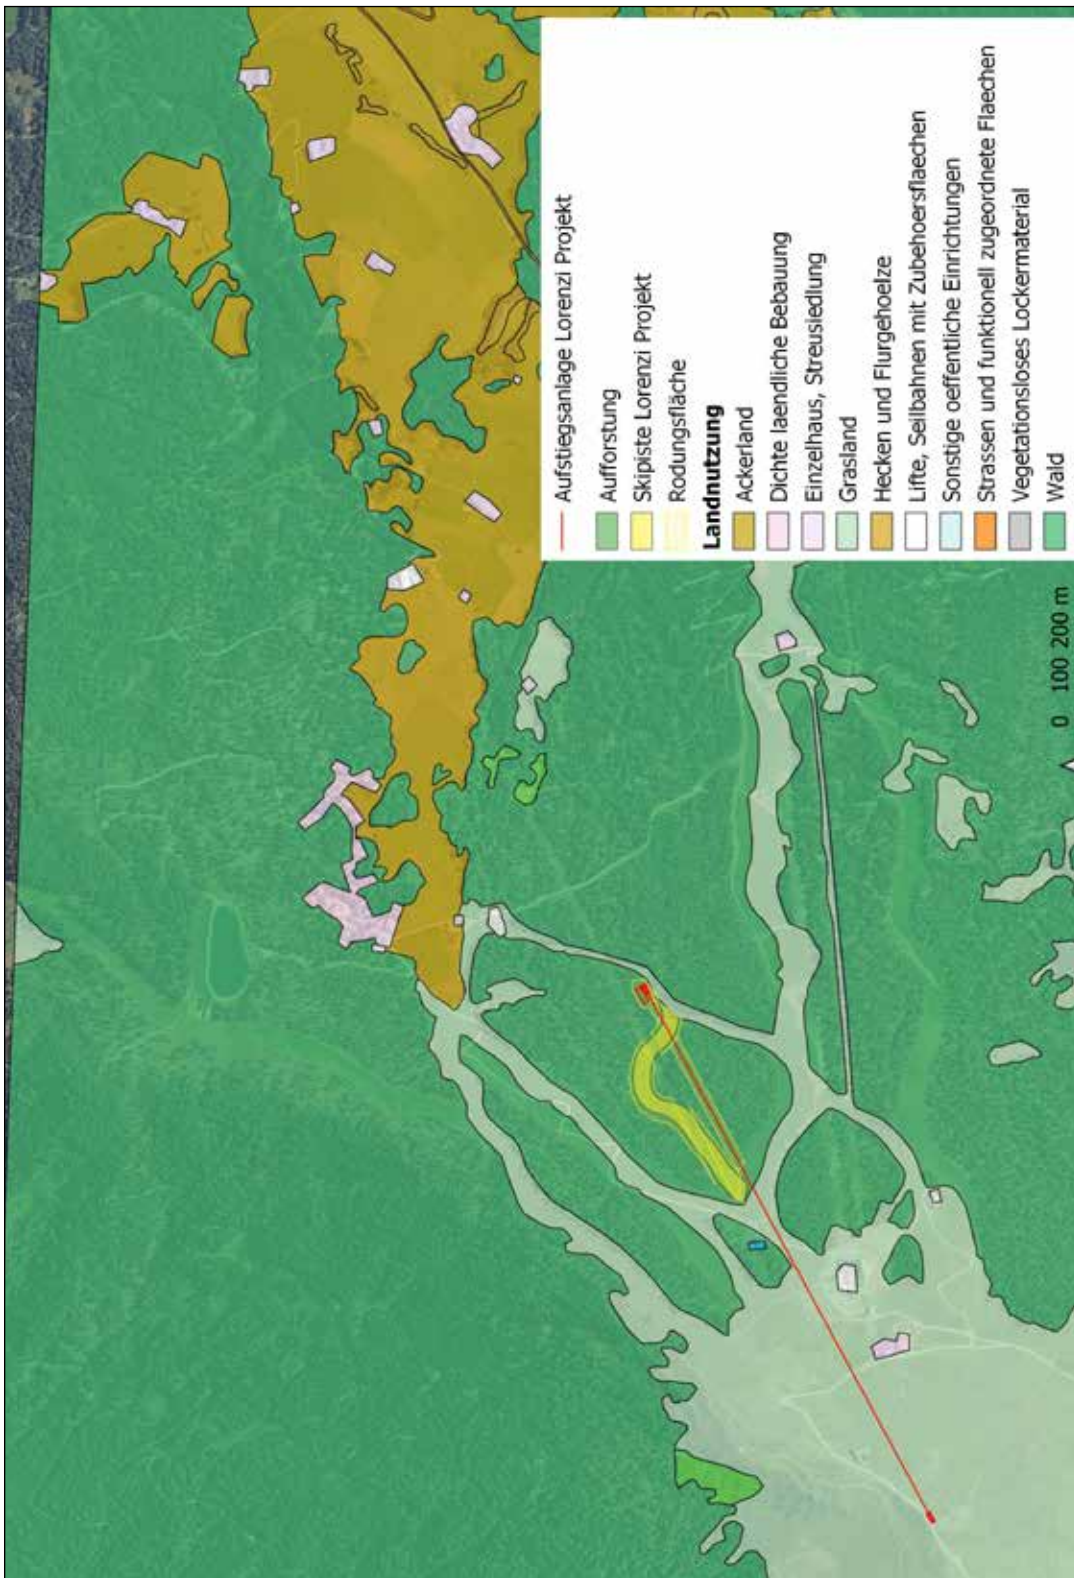 Aufstiegsanlage Lorenzi Projekt
Aufforstung
Skipiste Lorenzi Projekt
Rodungsfläche
Landnutzung
Ackerland
Dichte laendliche Bebauung
Einzelhaus, Streusiedlung
Grasland
Hecken und Flurgehoelze
Lifte, Seilbahnen mit Zubehoersflaechen
Sonstige oeffentliche Einrichtungen
Strassen und funktionell zugeordnete Flaechen
Vegetationsloses Lockermaterial
Wald
0 100 200 m